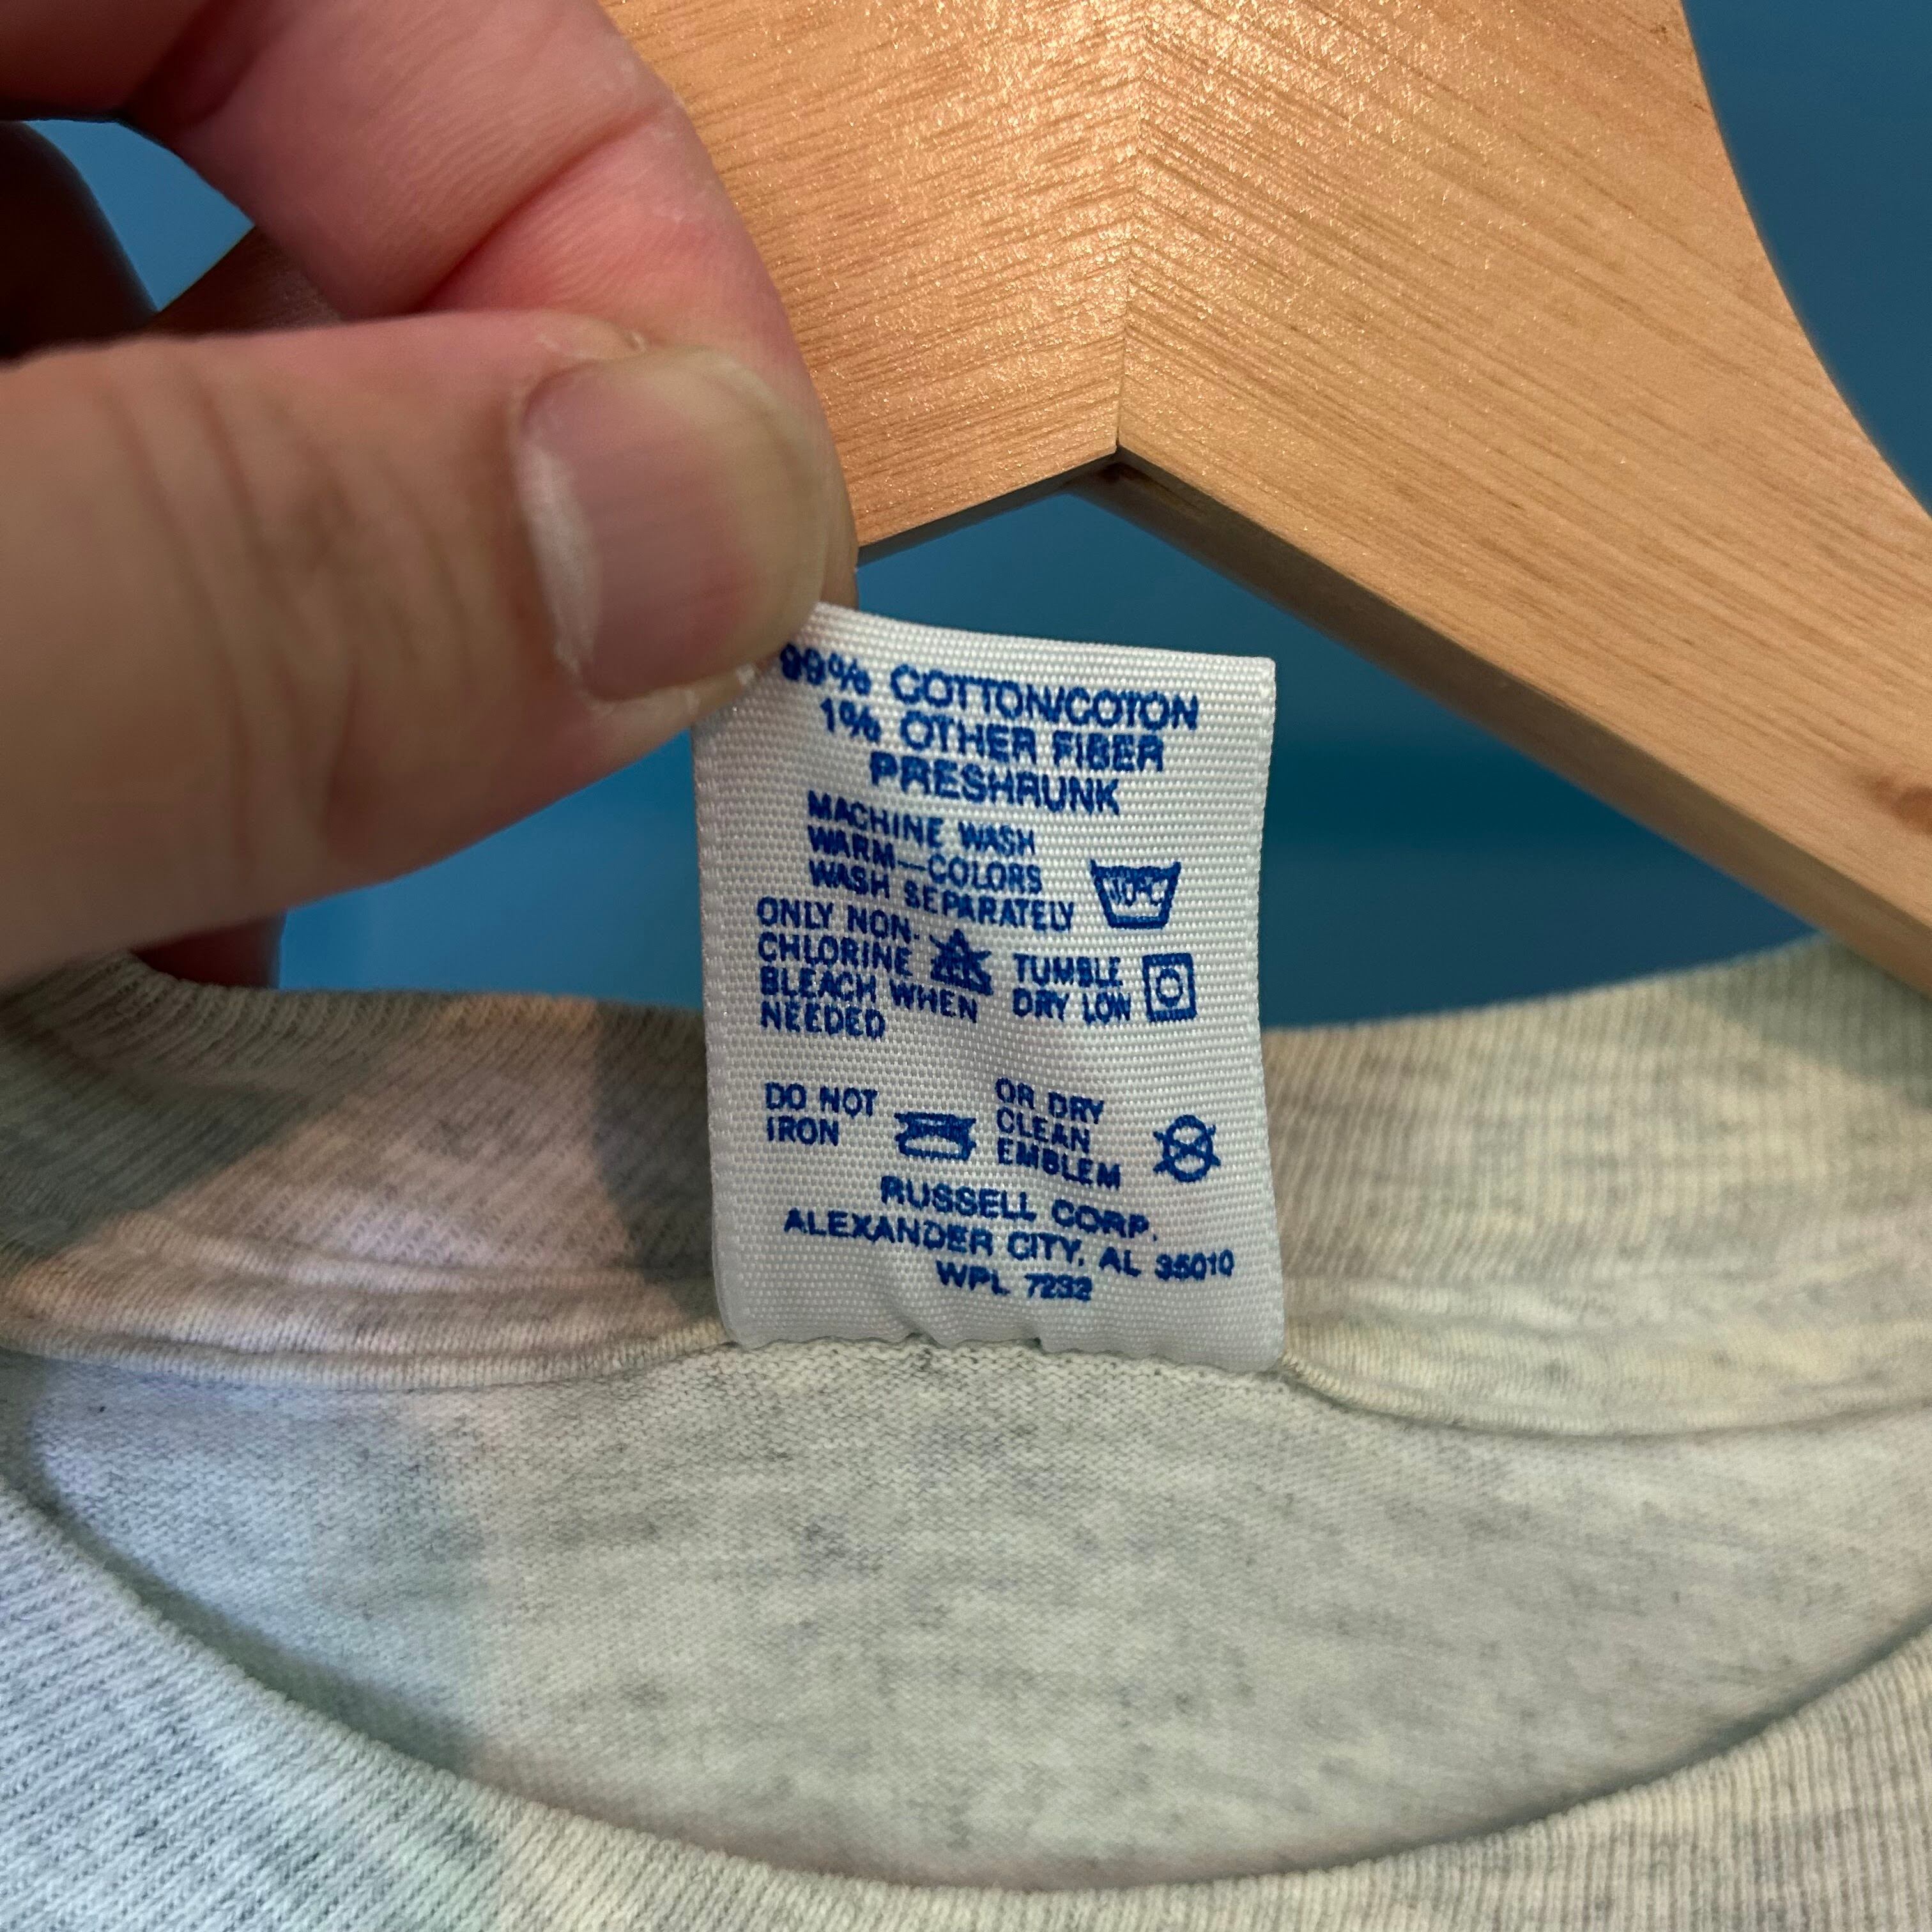 99% COTTON/COTON
1% OTHER FIBER
PRESHRUNK
MACHINE WASH
WARM—COLORS
WASH SEPARATELY
40°C
ONLY NON-
CHLORINE
BLEACH WHEN
NEEDED
TUMBLE
DRY LOW
DO NOT
IRON
OR DRY
CLEAN
EMBLEM
RUSSELL CORP.
ALEXANDER CITY, AL 35010
WPL 7232